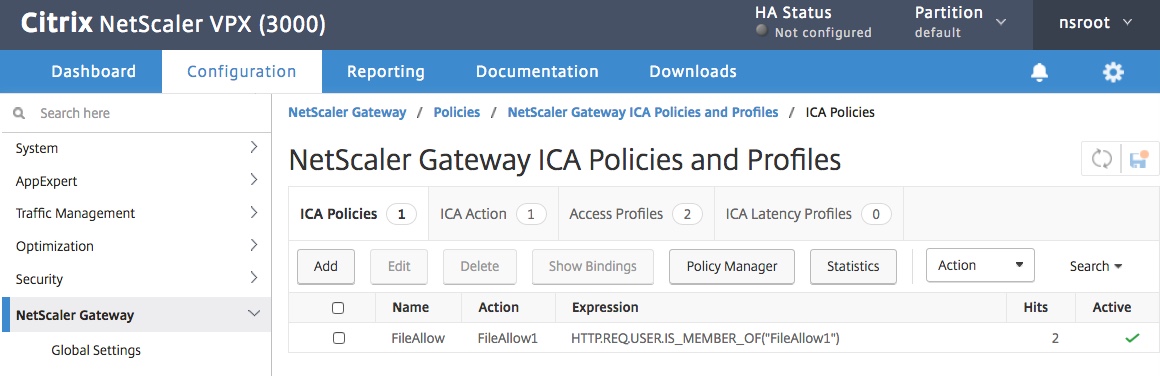 Citrix NetScaler VPX (3000)
HA Status
Not configured
Partition
default
nsroot
Dashboard Configuration Reporting Documentation Downloads
Search here
NetScaler Gateway / Policies / NetScaler Gateway ICA Policies and Profiles / ICA Policies
System
AppExpert
Traffic Management
Optimization
Security
NetScaler Gateway
Global Settings
NetScaler Gateway ICA Policies and Profiles
ICA Policies 1 ICA Action 1 Access Profiles 2 ICA Latency Profiles 0
Add Edit Delete Show Bindings Policy Manager Statistics Action Search
Name Action Expression Hits Active
FileAllow FileAllow1 HTTP.REQ.USER.IS_MEMBER_OF("FileAllow1") 2